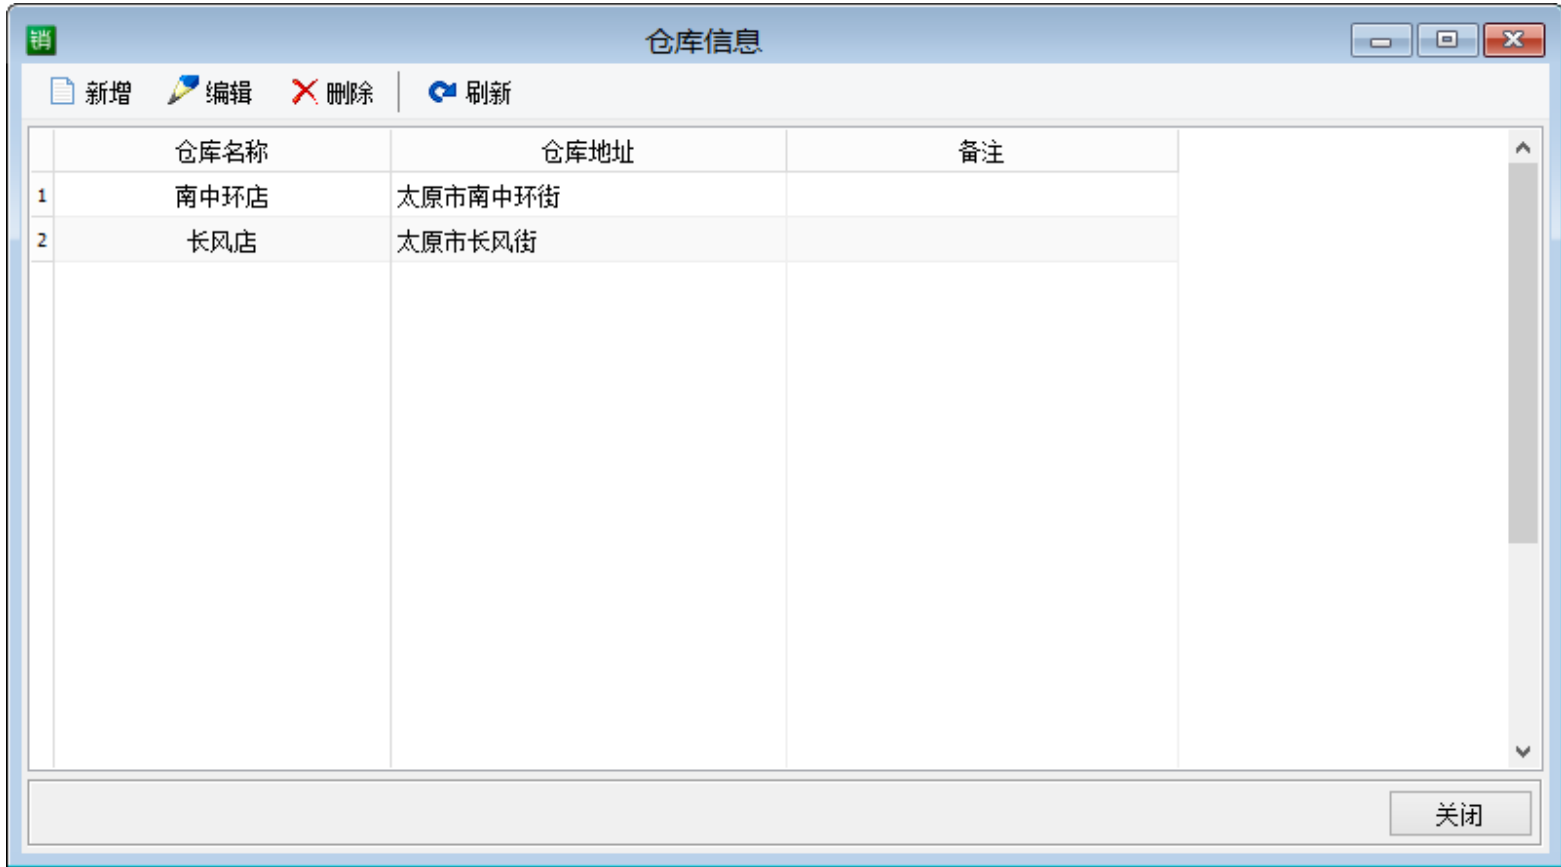 销 仓库信息
新增 编辑 删除 刷新
仓库名称 仓库地址 备注
1 南中环店 太原市南中环街
2 长风店 太原市长风街
关闭